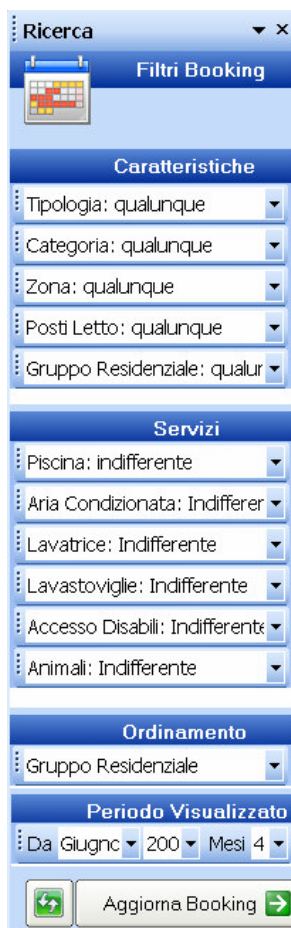 Ricerca
Filtri Booking
Caratteristiche
Tipologia: qualunque
Categoria: qualunque
Zona: qualunque
Posti Letto: qualunque
Gruppo Residenziale: qualur
Servizi
Piscina: indifferente
Aria Condizionata: Indifferer
Lavatrice: Indifferente
Lavastoviglie: Indifferente
Accesso Disabili: Indifferente
Animali: Indifferente
Ordinamento
Gruppo Residenziale
Periodo Visualizzato
Da Giugnc 200 Mesi 4
Aggiorna Booking